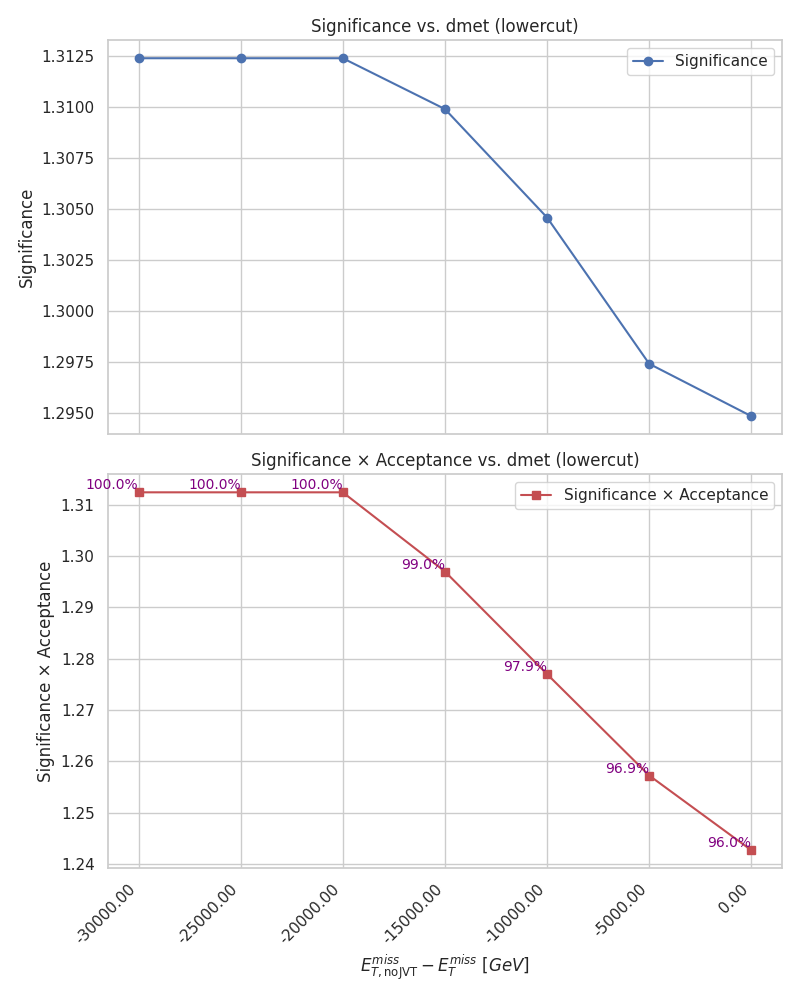 Significance vs. dmet (lowercut)
Significance
1.3125
1.3100
1.3075
1.3050
1.3025
1.3000
1.2975
1.2950
Significance
Significance × Acceptance vs. dmet (lowercut)
Significance × Acceptance
100.0% 100.0% 100.0%
99.0%
97.9%
96.9%
96.0%
1.31
1.30
1.29
1.28
1.27
1.26
1.25
1.24
Significance × Acceptance
-30000.00 -25000.00 -20000.00 -15000.00 -10000.00 -5000.00 0.00
$E_{T,\mathrm{noJVT}}^{miss} - E_{T}^{miss}$ [GeV]